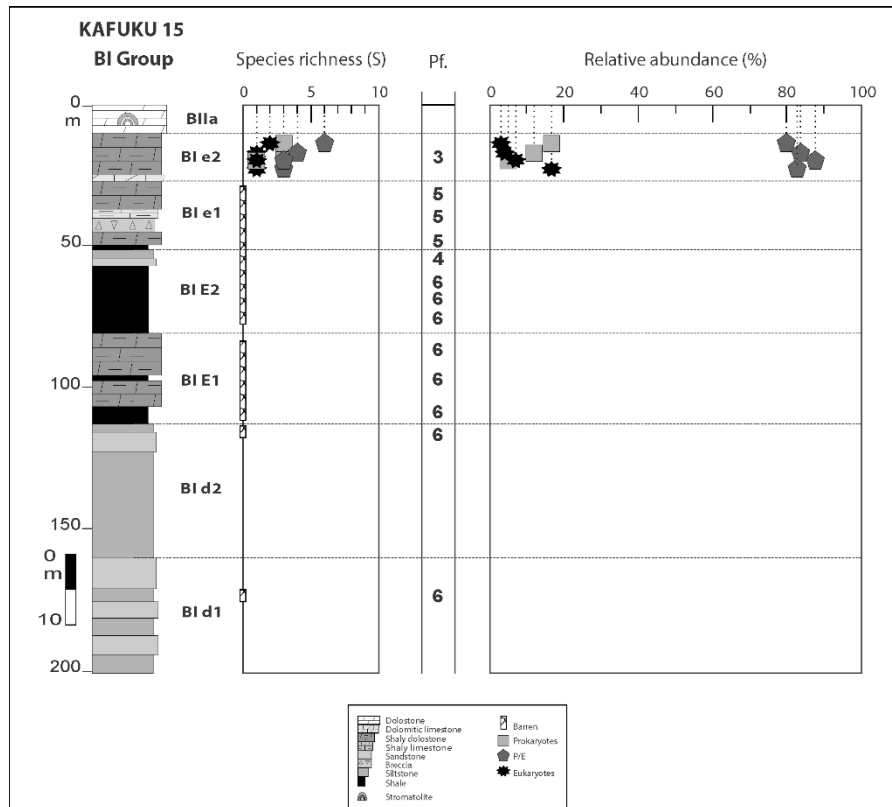 KAFUKU 15
BI Group
Species richness (S)
Pf.
Relative abundance (%)
0 5 10
0 20 40 60 80 100
0
m
BIIa
BI e2
3
BI e1
5
5
5
50
4
BI E2
6
6
6
BI E1
6
6
100
6
6
BI d2
150
0
m
10
BI d1
6
200
Dolostone
Dolomitic limestone
Shaly dolostone
Shaly limestone
Sandstone
Breccia
Siltstone
Shale
Stromatolite
Barren
Prokaryotes
P/E
Eukaryotes